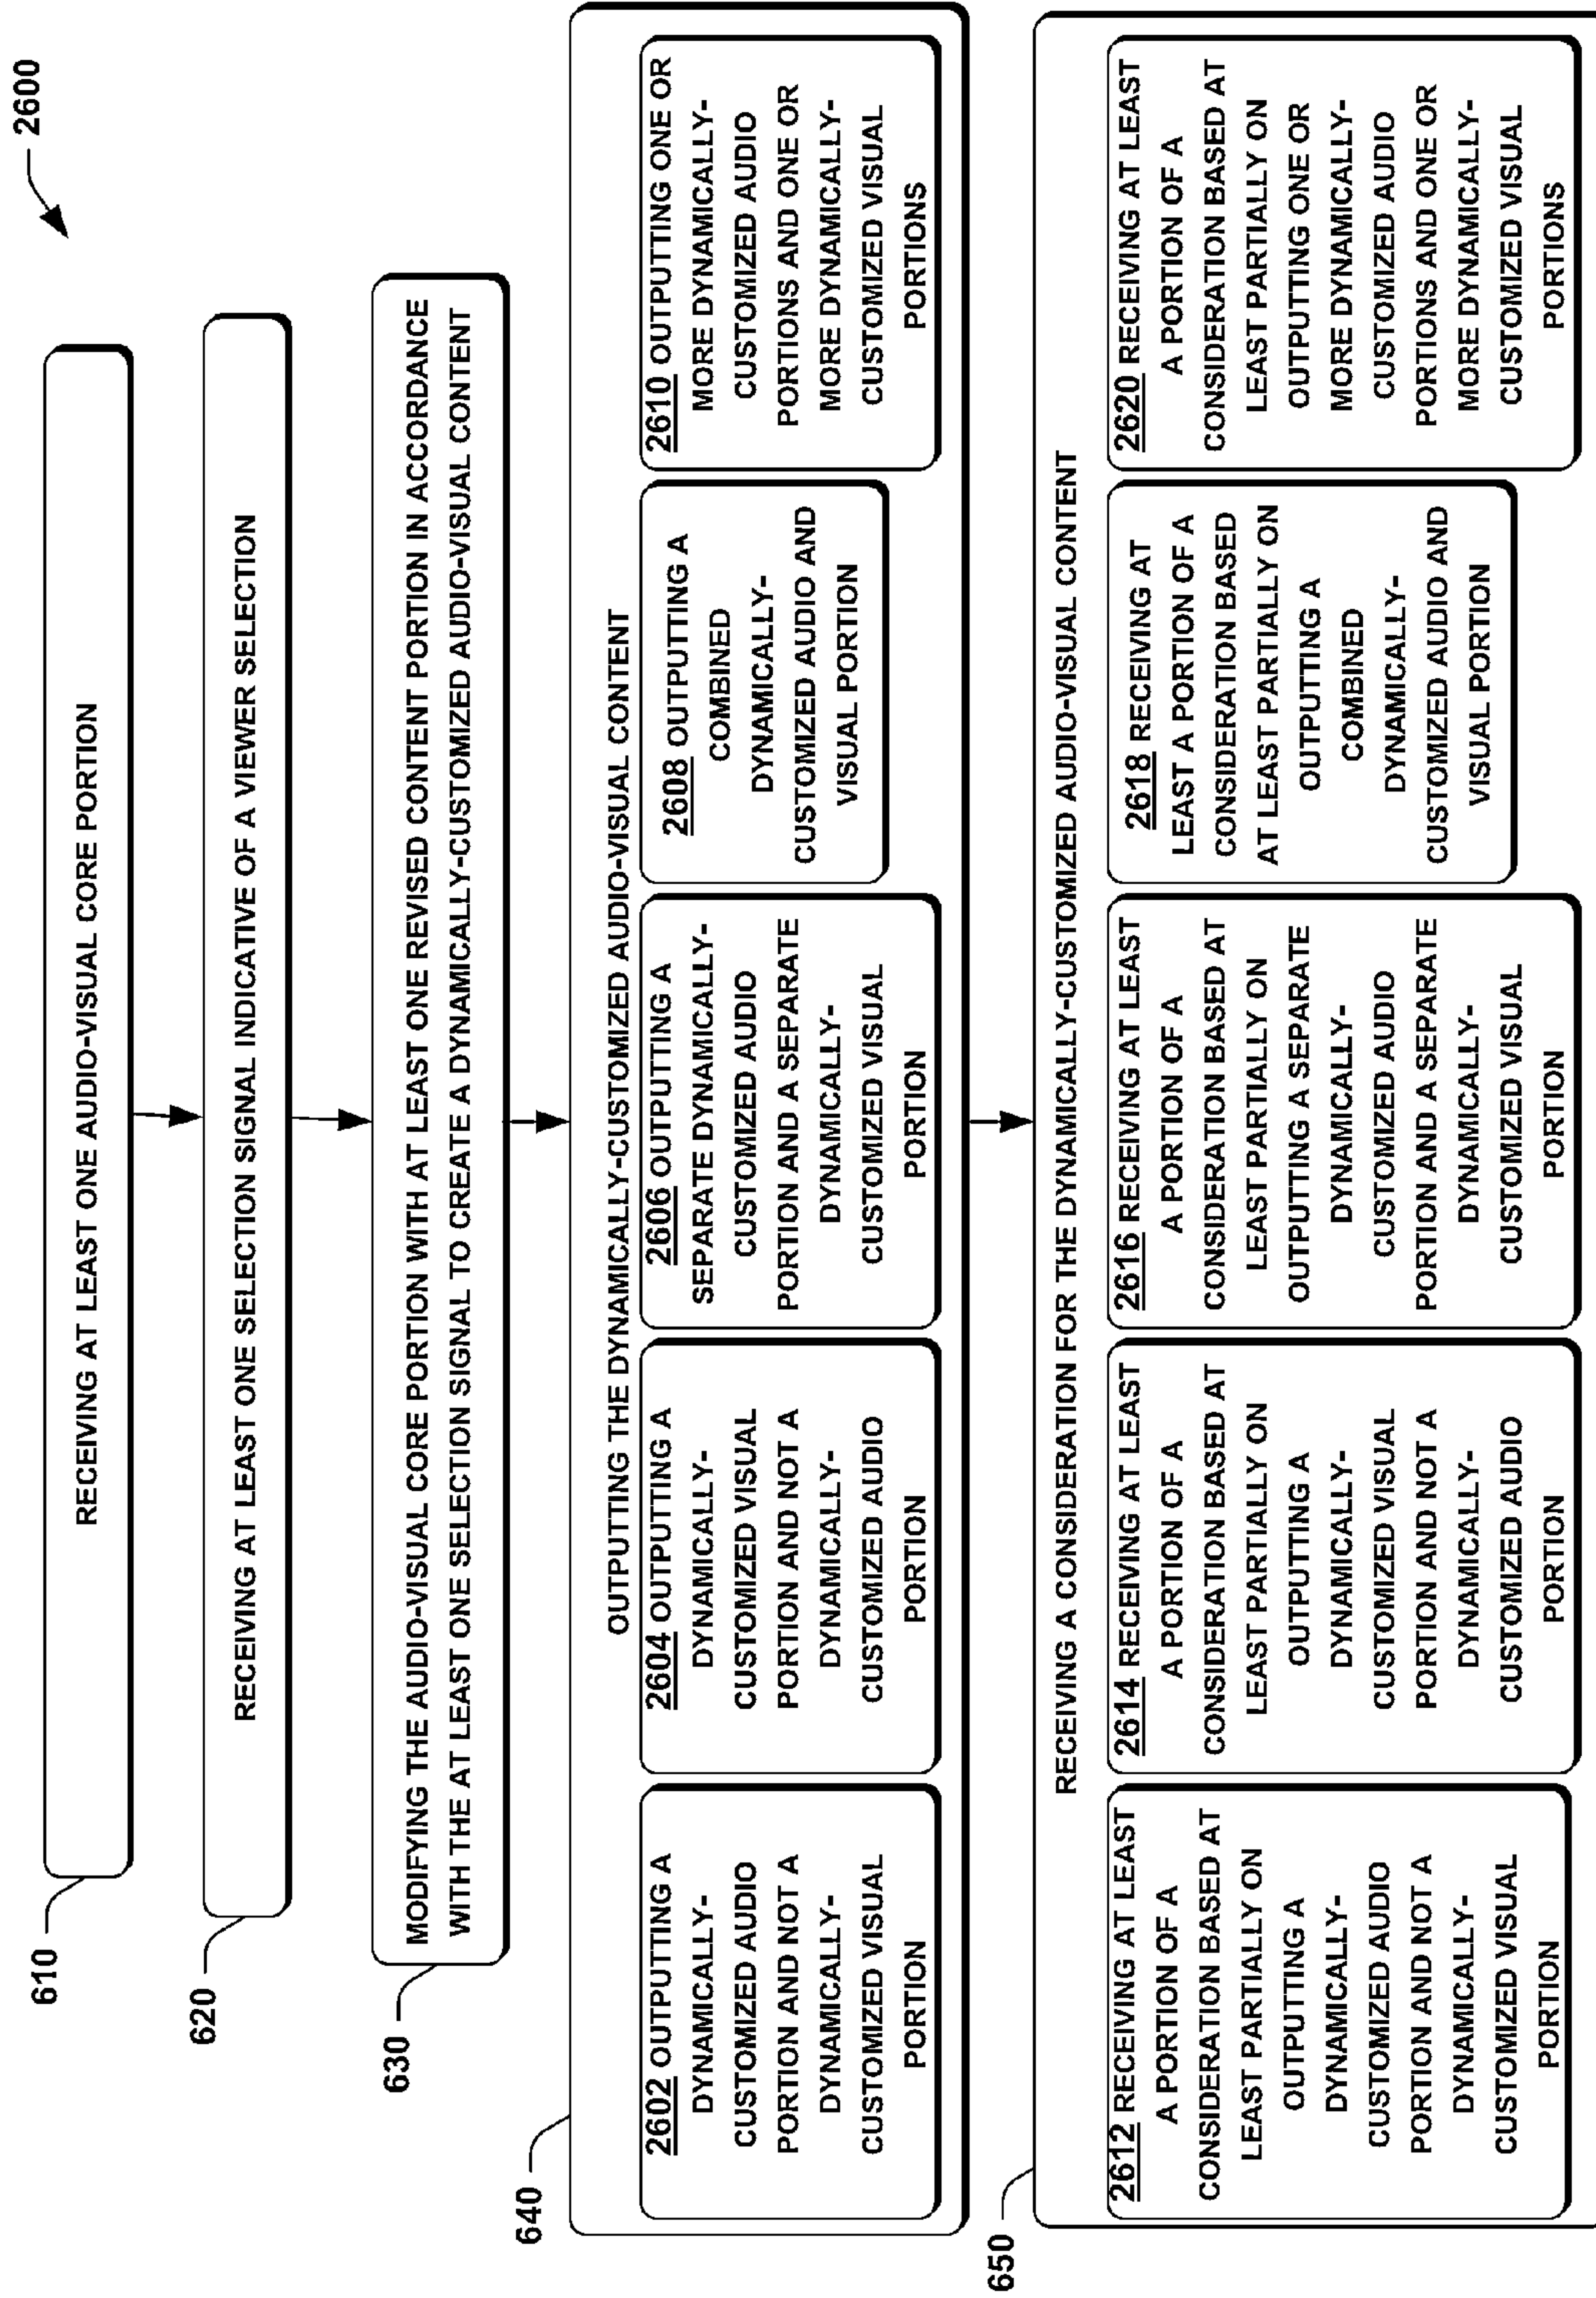 2600
610
RECEIVING AT LEAST ONE AUDIO-VISUAL CORE PORTION
620
RECEIVING AT LEAST ONE SELECTION SIGNAL INDICATIVE OF A VIEWER SELECTION
630
MODIFYING THE AUDIO-VISUAL CORE PORTION WITH AT LEAST ONE REVISED CONTENT PORTION IN ACCORDANCE
WITH THE AT LEAST ONE SELECTION SIGNAL TO CREATE A DYNAMICALLY-CUSTOMIZED AUDIO-VISUAL CONTENT
640
OUTPUTTING THE DYNAMICALLY-CUSTOMIZED AUDIO-VISUAL CONTENT
2602 OUTPUTTING A
DYNAMICALLY-
CUSTOMIZED AUDIO
PORTION AND NOT A
DYNAMICALLY-
CUSTOMIZED VISUAL
PORTION
2604 OUTPUTTING A
DYNAMICALLY-
CUSTOMIZED VISUAL
PORTION AND NOT A
DYNAMICALLY-
CUSTOMIZED AUDIO
PORTION
2606 OUTPUTTING A
SEPARATE DYNAMICALLY-
CUSTOMIZED AUDIO
PORTION AND A SEPARATE
DYNAMICALLY-
CUSTOMIZED VISUAL
PORTION
2608 OUTPUTTING A
COMBINED
DYNAMICALLY-
CUSTOMIZED AUDIO AND
VISUAL PORTION
2610 OUTPUTTING ONE OR
MORE DYNAMICALLY-
CUSTOMIZED AUDIO
PORTIONS AND ONE OR
MORE DYNAMICALLY-
CUSTOMIZED VISUAL
PORTIONS
650
RECEIVING A CONSIDERATION FOR THE DYNAMICALLY-CUSTOMIZED AUDIO-VISUAL CONTENT
2612 RECEIVING AT LEAST
A PORTION OF A
CONSIDERATION BASED AT
LEAST PARTIALLY ON
OUTPUTTING A
DYNAMICALLY-
CUSTOMIZED AUDIO
PORTION AND NOT A
DYNAMICALLY-
CUSTOMIZED VISUAL
PORTION
2614 RECEIVING AT LEAST
A PORTION OF A
CONSIDERATION BASED AT
LEAST PARTIALLY ON
OUTPUTTING A
DYNAMICALLY-
CUSTOMIZED VISUAL
PORTION AND NOT A
DYNAMICALLY-
CUSTOMIZED AUDIO
PORTION
2616 RECEIVING AT LEAST
A PORTION OF A
CONSIDERATION BASED AT
LEAST PARTIALLY ON
OUTPUTTING A SEPARATE
DYNAMICALLY-
CUSTOMIZED AUDIO
PORTION AND A SEPARATE
DYNAMICALLY-
CUSTOMIZED VISUAL
PORTION
2618 RECEIVING AT
LEAST A PORTION OF A
CONSIDERATION BASED
AT LEAST PARTIALLY ON
OUTPUTTING A
COMBINED
DYNAMICALLY-
CUSTOMIZED AUDIO AND
VISUAL PORTION
2620 RECEIVING AT LEAST
A PORTION OF A
CONSIDERATION BASED AT
LEAST PARTIALLY ON
OUTPUTTING ONE OR
MORE DYNAMICALLY-
CUSTOMIZED AUDIO
PORTIONS AND ONE OR
MORE DYNAMICALLY-
CUSTOMIZED VISUAL
PORTIONS